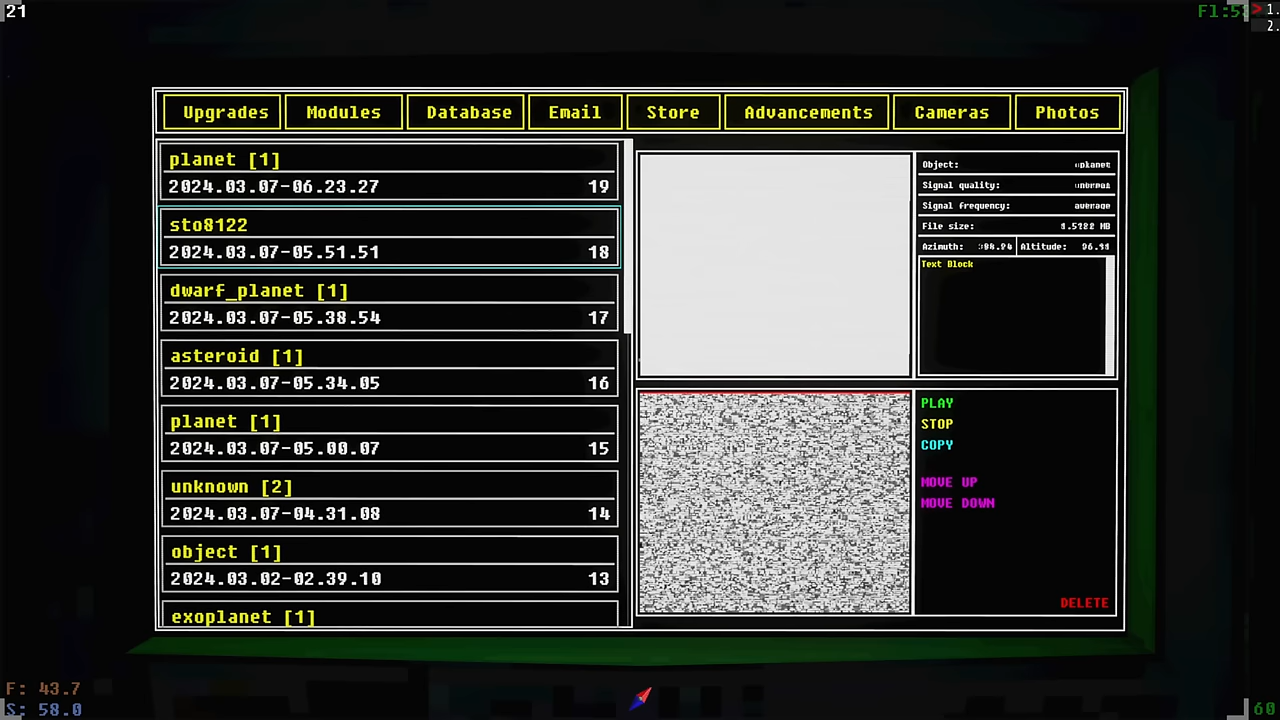 21
F1:5
1.
2.
Upgrades Modules Database Email Store Advancements Cameras Photos
planet [1]
2024.03.07-06.23.27 19
sto8122
2024.03.07-05.51.51 18
dwarf_planet [1]
2024.03.07-05.38.54 17
asteroid [1]
2024.03.07-05.34.05 16
planet [1]
2024.03.07-05.00.07 15
unknown [2]
2024.03.07-04.31.08 14
object [1]
2024.03.02-02.39.10 13
exoplanet [1]
Object:
Signal quality:
Signal frequency: average
File size: MB
Azimuth: Altitude:
Text Block
PLAY
STOP
COPY
MOVE UP
MOVE DOWN
DELETE
F: 43.7
S: 58.0
60